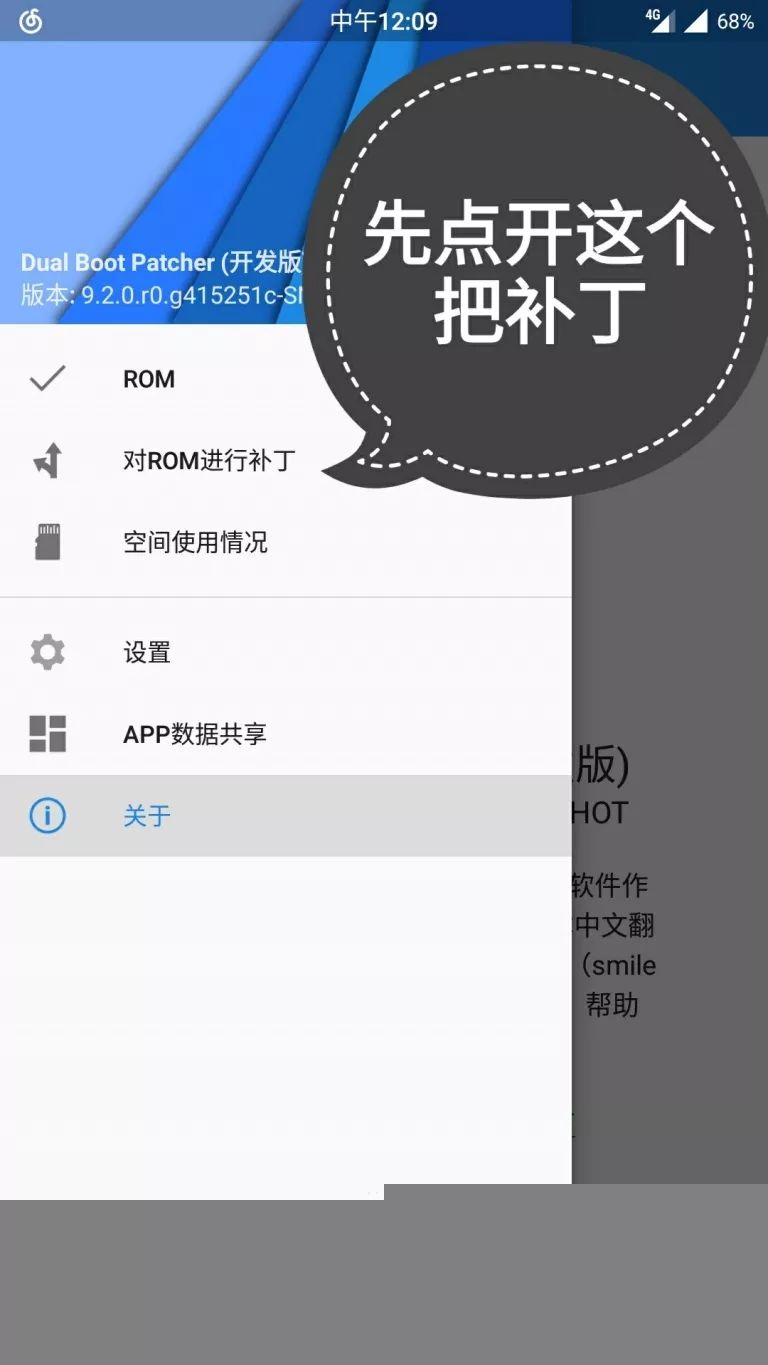 中午12:09
4G
68%
先点开这个
把补丁
Dual Boot Patcher (开发版
版本: 9.2.0.r0.g415251c-SN
ROM
对ROM进行补丁
空间使用情况
设置
APP数据共享
关于
版)
HOT
软件作
中文翻
（smile
帮助